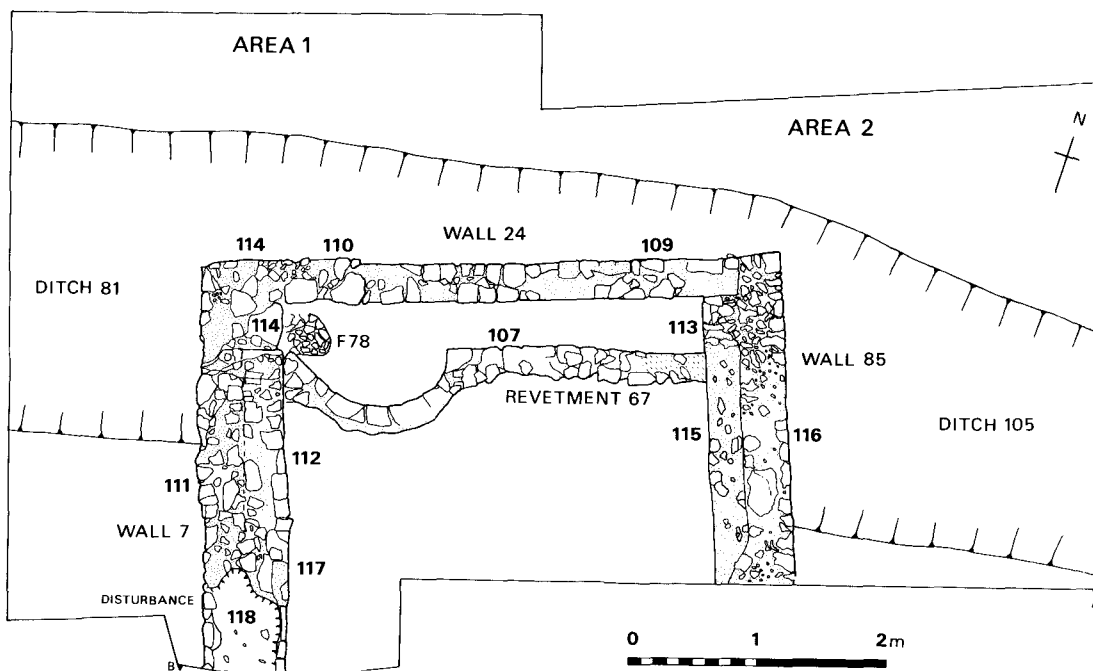 AREA 1
AREA 2
N
WALL 24
114
110
109
DITCH 81
114
F78
107
113
WALL 85
REVETMENT 67
DITCH 105
115
116
112
111
WALL 7
117
DISTURBANCE
118
B
0 1 2m